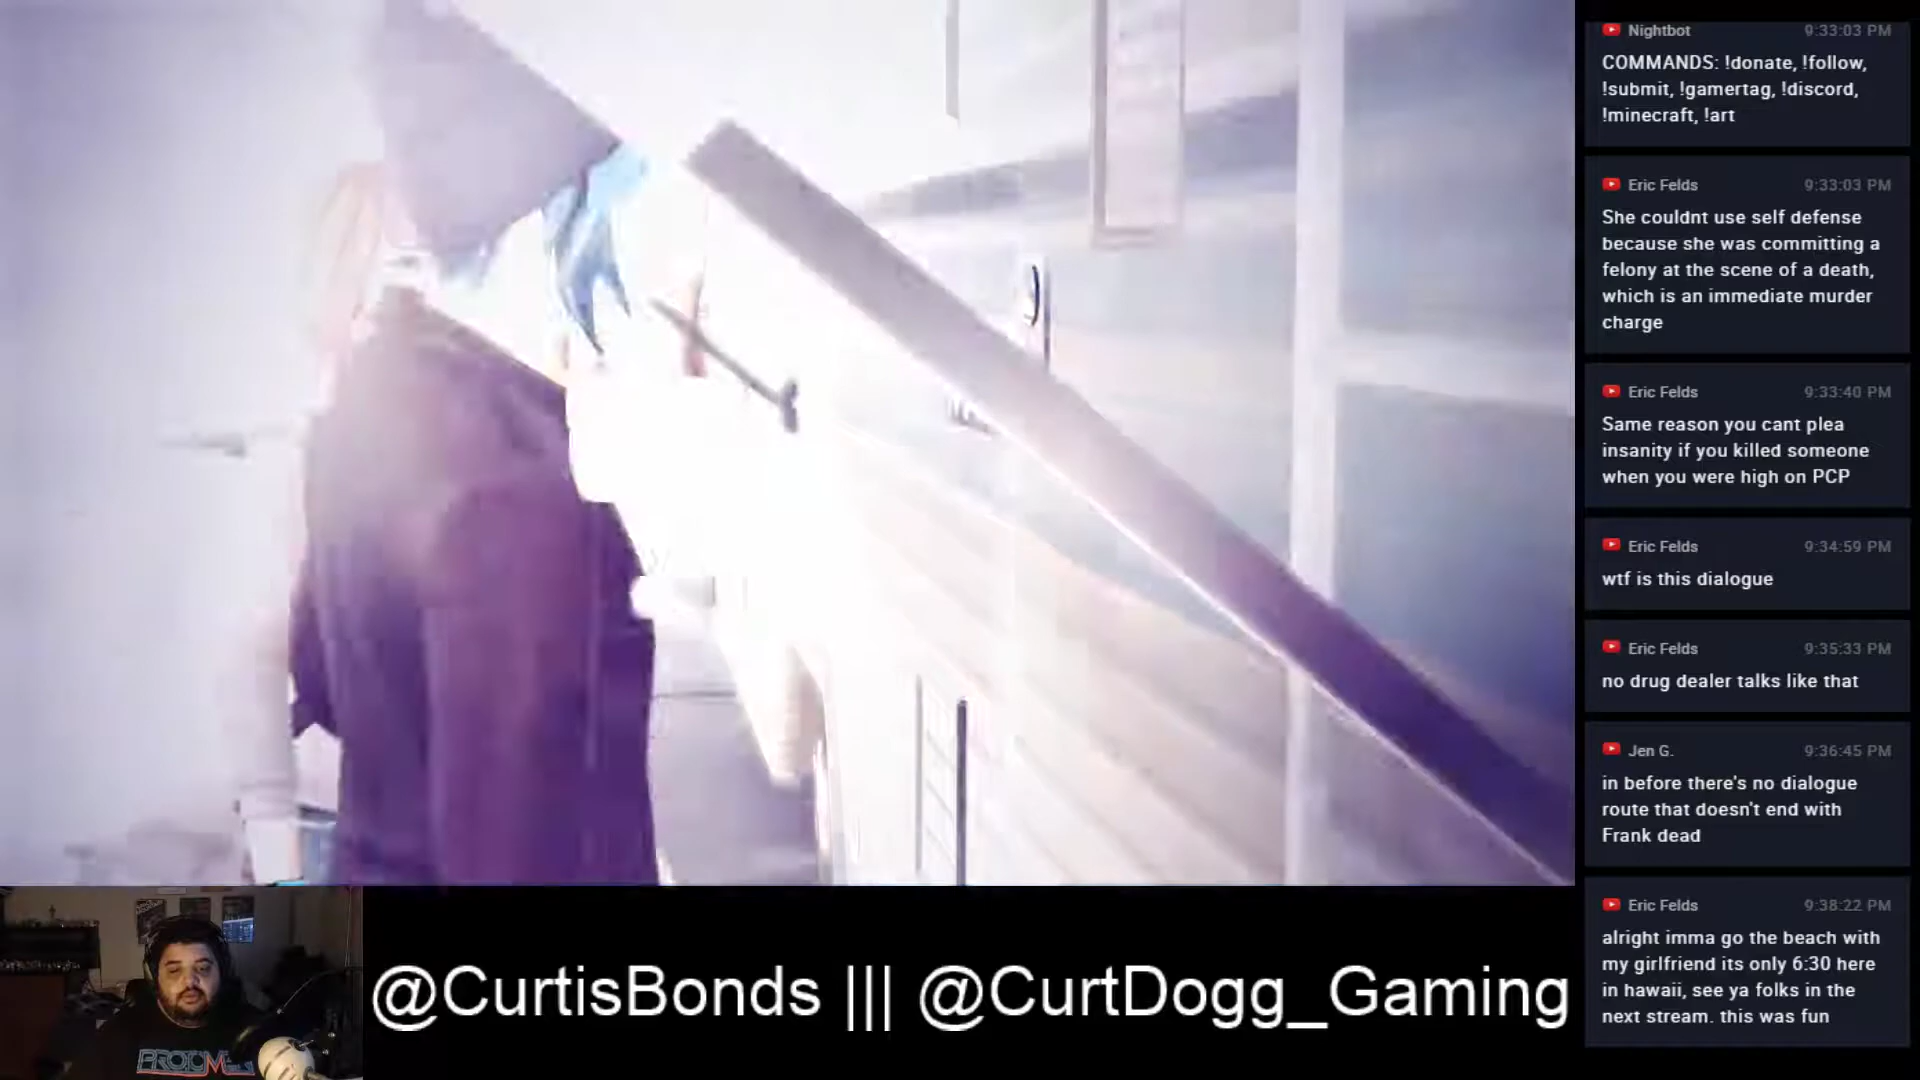 Nightbot 9:33:03 PM
COMMANDS: !donate, !follow,
!submit, !gamertag, !discord,
!minecraft, !art
Eric Felds 9:33:03 PM
She couldnt use self defense
because she was committing a
felony at the scene of a death,
which is an immediate murder
charge
Eric Felds 9:33:40 PM
Same reason you cant plea
insanity if you killed someone
when you were high on PCP
Eric Felds 9:34:59 PM
wtf is this dialogue
Eric Felds 9:35:33 PM
no drug dealer talks like that
Jen G. 9:36:45 PM
in before there's no dialogue
route that doesn't end with
Frank dead
Eric Felds 9:38:22 PM
alright imma go the beach with
my girlfriend its only 6:30 here
in hawaii, see ya folks in the
next stream. this was fun
@CurtisBonds ||| @CurtDogg_Gaming